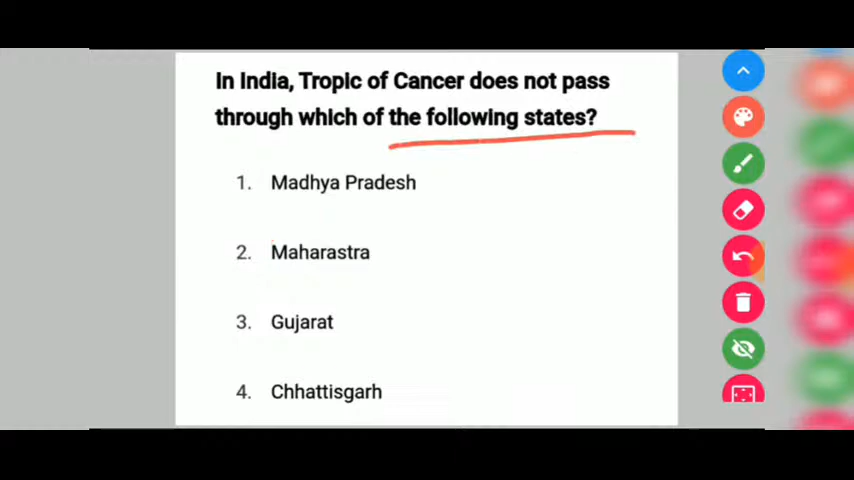 In India, Tropic of Cancer does not pass
through which of the following states?
1. Madhya Pradesh
2. Maharastra
3. Gujarat
4. Chhattisgarh